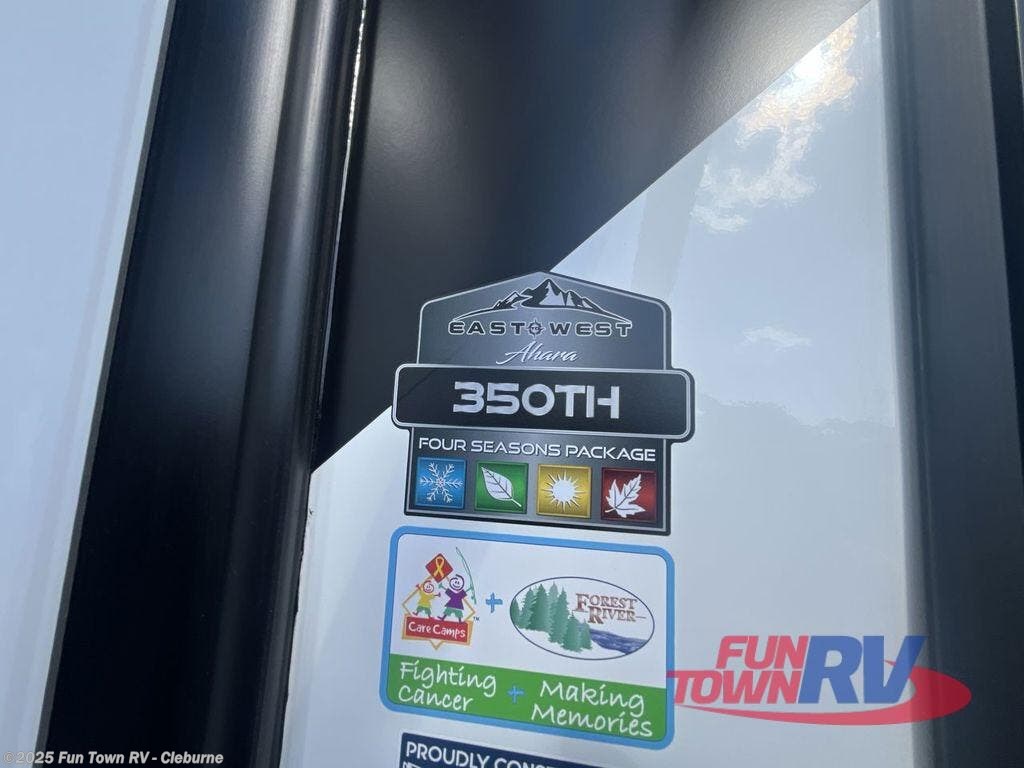 EAST WEST
Ahara
350TH
FOUR SEASONS PACKAGE
Care Camps
™
+
FOREST
RIVER
Fighting
Cancer
+
Making
Memories
PROUDLY
FUN
TOWN RV
©2025 Fun Town RV - Cleburne